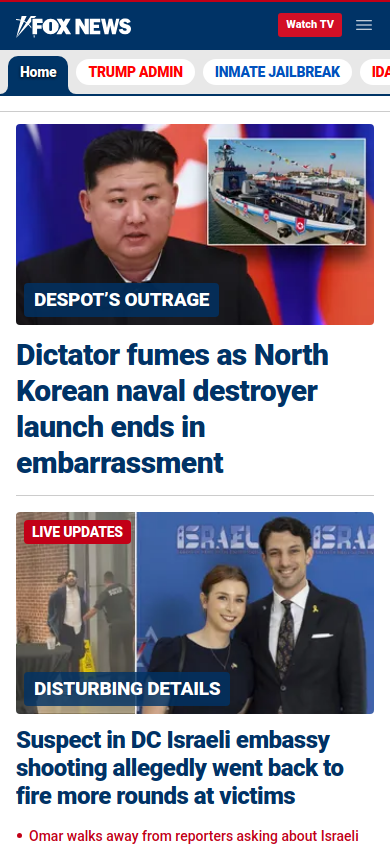 FOX NEWS
Watch TV
Home
TRUMP ADMIN
INMATE JAILBREAK
IDA
DESPOT'S OUTRAGE
Dictator fumes as North
Korean naval destroyer
launch ends in
embarrassment
LIVE UPDATES
ISRAEL
ISRA
DISTURBING DETAILS
Suspect in DC Israeli embassy
shooting allegedly went back to
fire more rounds at victims
• Omar walks away from reporters asking about Israeli